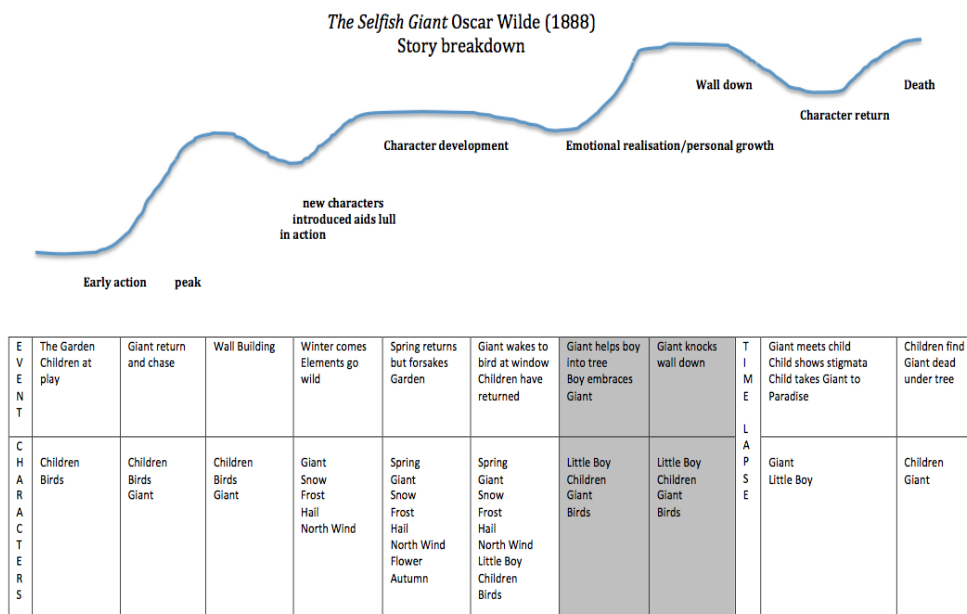 The Selfish Giant Oscar Wilde (1888)
Story breakdown
Wall down
Death
Character return
Character development
Emotional realisation/personal growth
new characters
introduced aids lull
in action
Early action peak
EVENT
The Garden
Children at
play
Giant return
and chase
Wall Building
Winter comes
Elements go
wild
Spring returns
but forsakes
Garden
Giant wakes to
bird at window
Children have
returned
Giant helps boy
into tree
Boy embraces
Giant
Giant knocks
wall down
TIME LAPSE
Giant meets child
Child shows stigmata
Child takes Giant to
Paradise
Children find
Giant dead
under tree
CHARACTERS
Children
Birds
Children
Birds
Giant
Children
Birds
Giant
Giant
Snow
Frost
Hail
North Wind
Spring
Giant
Snow
Frost
Hail
North Wind
Flower
Autumn
Spring
Giant
Snow
Frost
Hail
North Wind
Little Boy
Children
Birds
Little Boy
Children
Giant
Birds
Little Boy
Children
Giant
Birds
Giant
Little Boy
Children
Giant